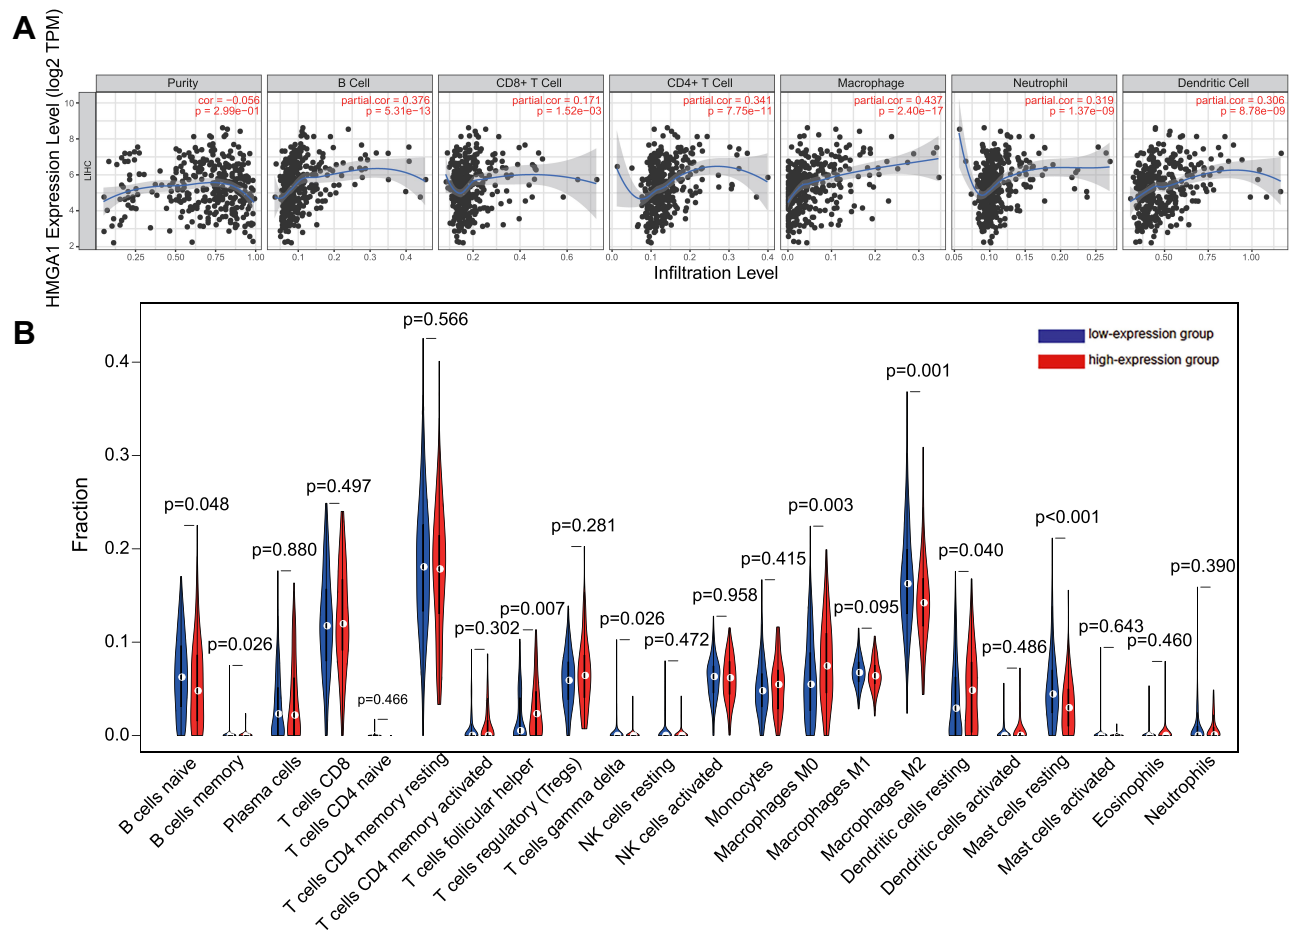 A
HMGA1 Expression Level (log2 TPM)
Purity
B Cell
CD8+ T Cell
CD4+ T Cell
Macrophage
Neutrophil
Dendritic Cell
cor = −0.056
p = 2.99e−01
partial.cor = 0.376
p = 5.31e−13
partial.cor = 0.171
p = 1.52e−03
partial.cor = 0.341
p = 7.75e−11
partial.cor = 0.437
p = 2.40e−17
partial.cor = 0.319
p = 1.37e−09
partial.cor = 0.306
p = 8.78e−09
LIHC
10
8
6
4
2
0.25 0.50 0.75 1.00
0.1 0.2 0.3 0.4
0.2 0.4 0.6
0.0 0.1 0.2 0.3 0.4
0.0 0.1 0.2 0.3
0.05 0.10 0.15 0.20 0.25
0.50 0.75 1.00
Infiltration Level
B
low-expression group
high-expression group
Fraction
0.4
0.3
0.2
0.1
0.0
p=0.048
p=0.026
p=0.880
p=0.497
p=0.466
p=0.566
p=0.302
p=0.007
p=0.281
p=0.026
p=0.472
p=0.958
p=0.415
p=0.003
p=0.095
p=0.001
p=0.040
p=0.486
p<0.001
p=0.643
p=0.460
p=0.390
B cells naive
B cells memory
Plasma cells
T cells CD8
T cells CD4 naive
T cells CD4 memory resting
T cells CD4 memory activated
T cells follicular helper
T cells regulatory (Tregs)
T cells gamma delta
NK cells resting
NK cells activated
Monocytes
Macrophages M0
Macrophages M1
Macrophages M2
Dendritic cells resting
Dendritic cells activated
Mast cells resting
Mast cells activated
Eosinophils
Neutrophils